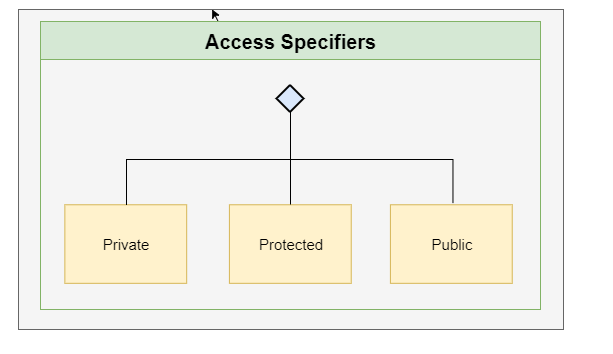 Access Specifiers
Private
Protected
Public